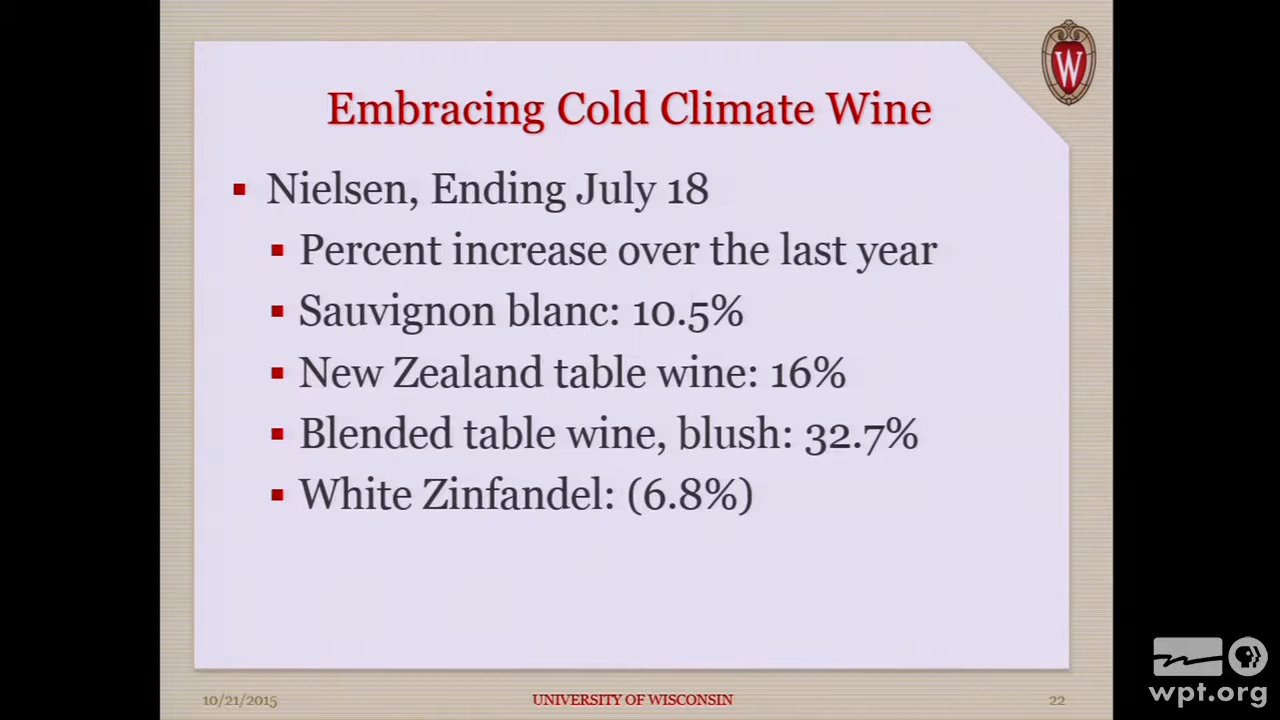 W
Embracing Cold Climate Wine
Nielsen, Ending July 18
Percent increase over the last year
Sauvignon blanc: 10.5%
New Zealand table wine: 16%
Blended table wine, blush: 32.7%
White Zinfandel: (6.8%)
10/21/2015
UNIVERSITY OF WISCONSIN
22
wpt.org